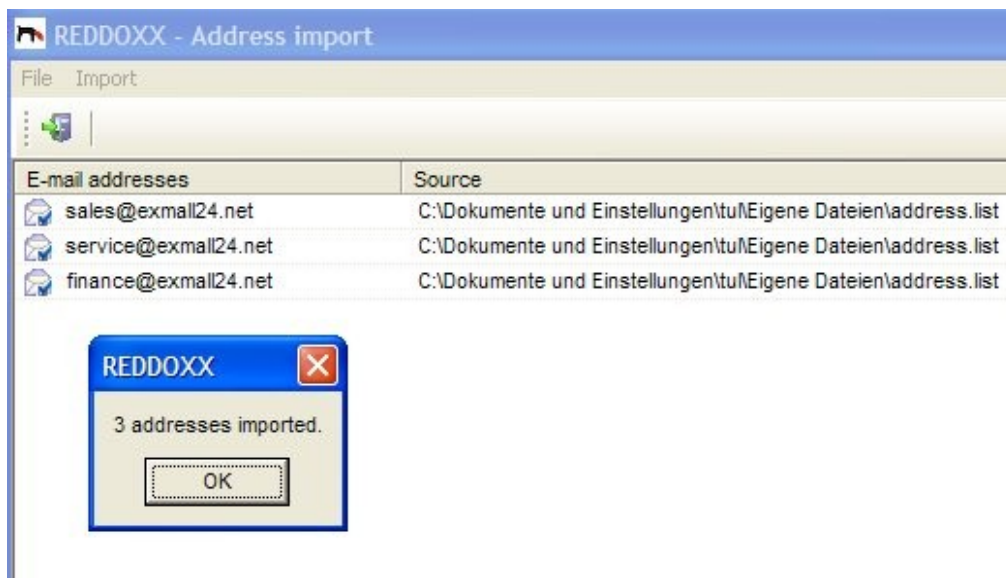 REDDOXX - Address import
File Import
E-mail addresses Source
sales@exmall24.net C:\Dokumente und Einstellungen\tul\Eigene Dateien\address.list
service@exmall24.net C:\Dokumente und Einstellungen\tul\Eigene Dateien\address.list
finance@exmall24.net C:\Dokumente und Einstellungen\tul\Eigene Dateien\address.list
REDDOXX
3 addresses imported.
OK